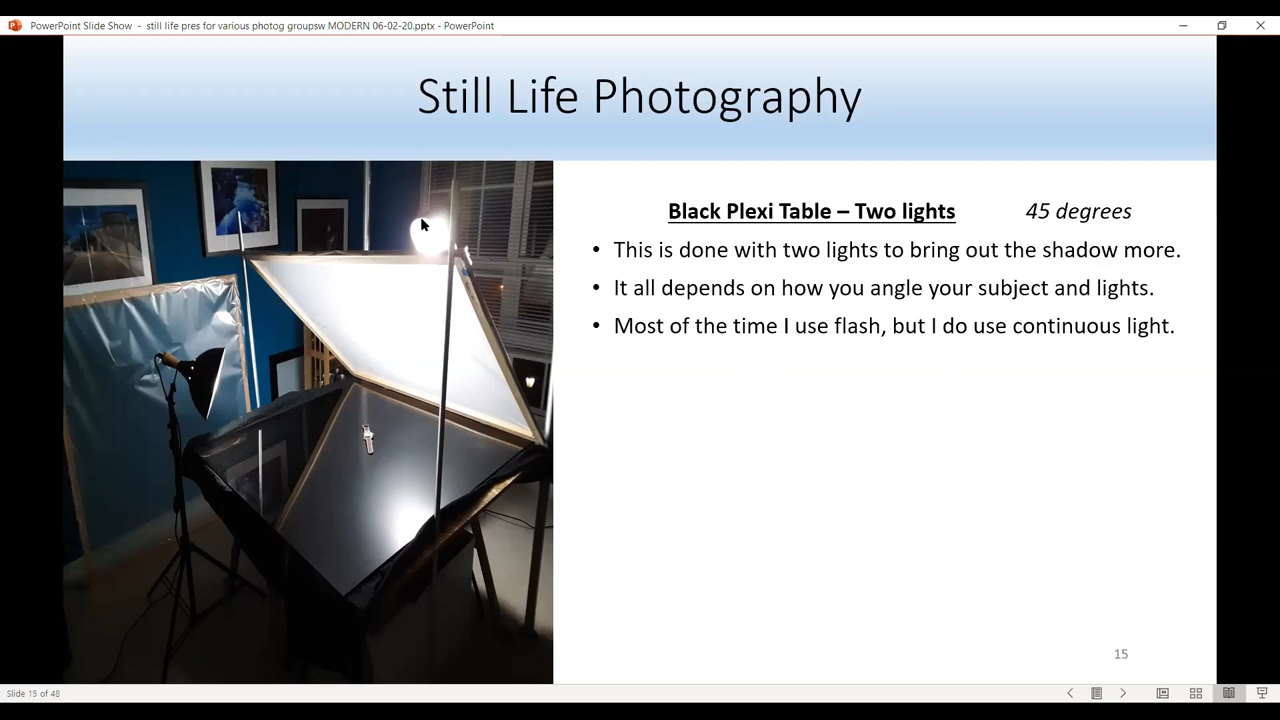 PowerPoint Slide Show - still life pres for various photog groupsw MODERN 06-02-20.pptx - PowerPoint
Still Life Photography
Black Plexi Table – Two lights 45 degrees
• This is done with two lights to bring out the shadow more.
• It all depends on how you angle your subject and lights.
• Most of the time I use flash, but I do use continuous light.
15
Slide 15 of 48